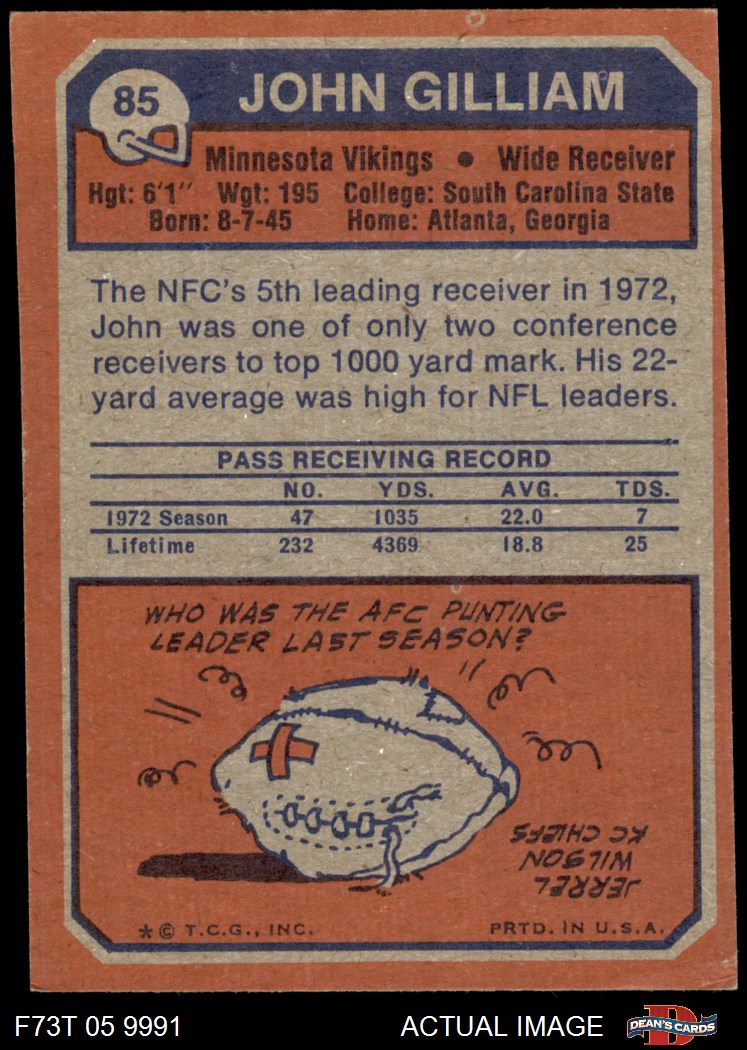 85
JOHN GILLIAM
Minnesota Vikings • Wide Receiver
Hgt: 6'1" Wgt: 195 College: South Carolina State
Born: 8-7-45 Home: Atlanta, Georgia
The NFC's 5th leading receiver in 1972,
John was one of only two conference
receivers to top 1000 yard mark. His 22-
yard average was high for NFL leaders.
PASS RECEIVING RECORD
NO. YDS. AVG. TDS.
1972 Season 47 1035 22.0 7
Lifetime 232 4369 18.8 25
WHO WAS THE AFC PUNTING
LEADER LAST SEASON?
JERREL
WILSON
KC CHIEFS
*© T.C.G., INC. PRTD. IN U.S.A.
F73T 05 9991 ACTUAL IMAGE D DEAN'S CARDS